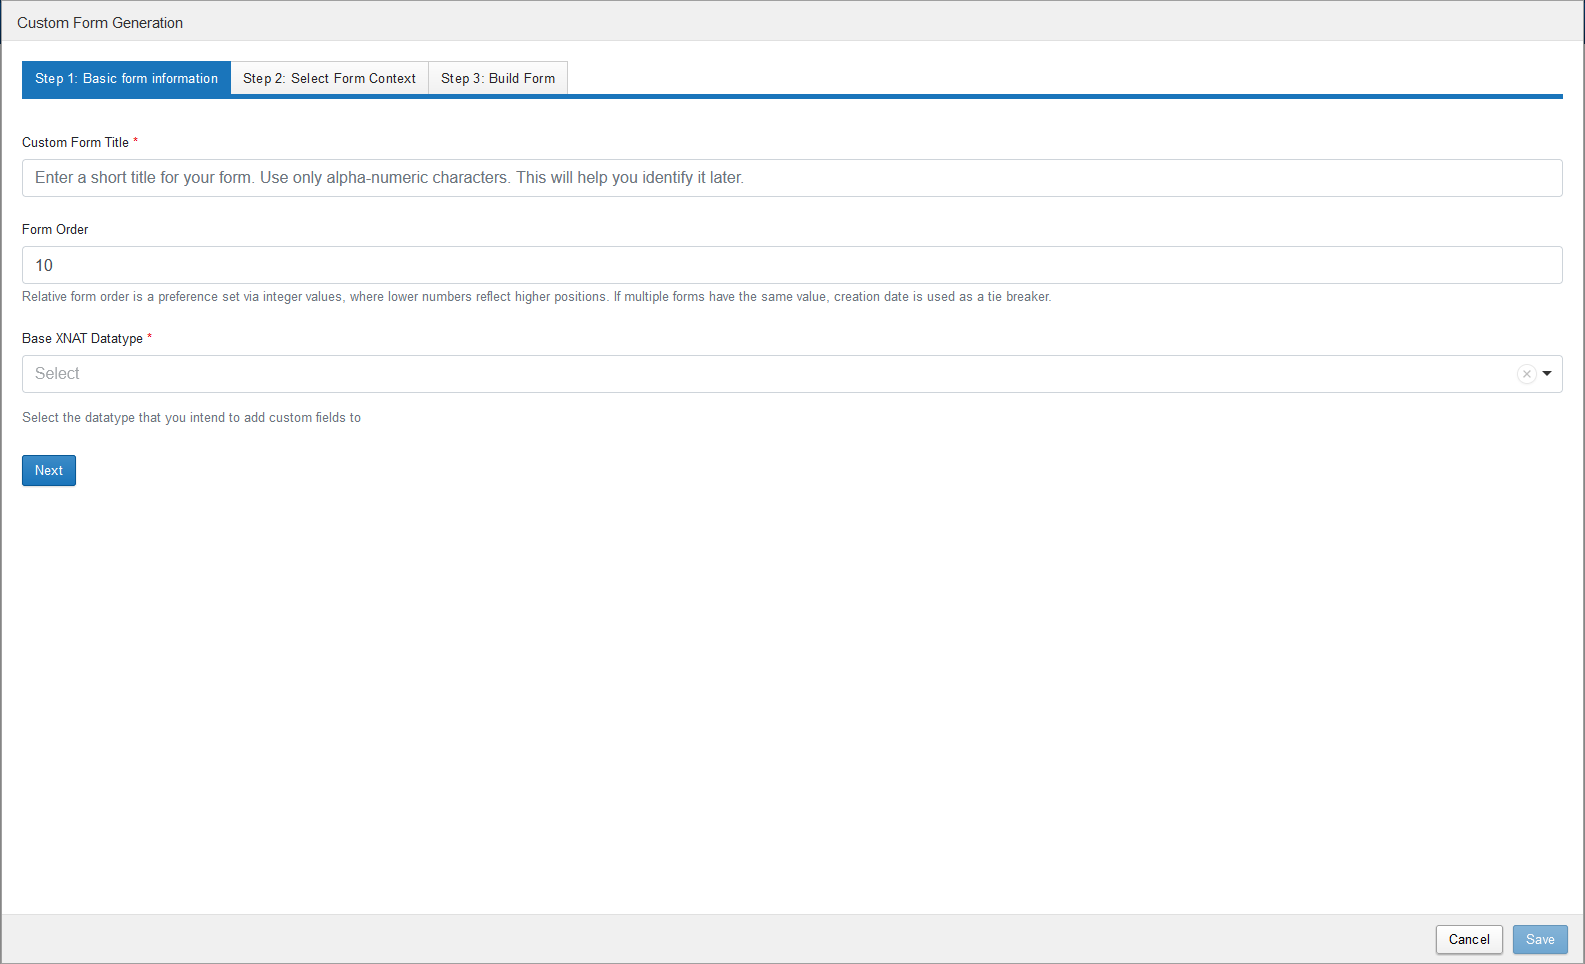 Custom Form Generation
Step 1: Basic form information Step 2: Select Form Context Step 3: Build Form
Custom Form Title *
Enter a short title for your form. Use only alpha-numeric characters. This will help you identify it later.
Form Order
10
Relative form order is a preference set via integer values, where lower numbers reflect higher positions. If multiple forms have the same value, creation date is used as a tie breaker.
Base XNAT Datatype *
Select
Select the datatype that you intend to add custom fields to
Next
Cancel Save